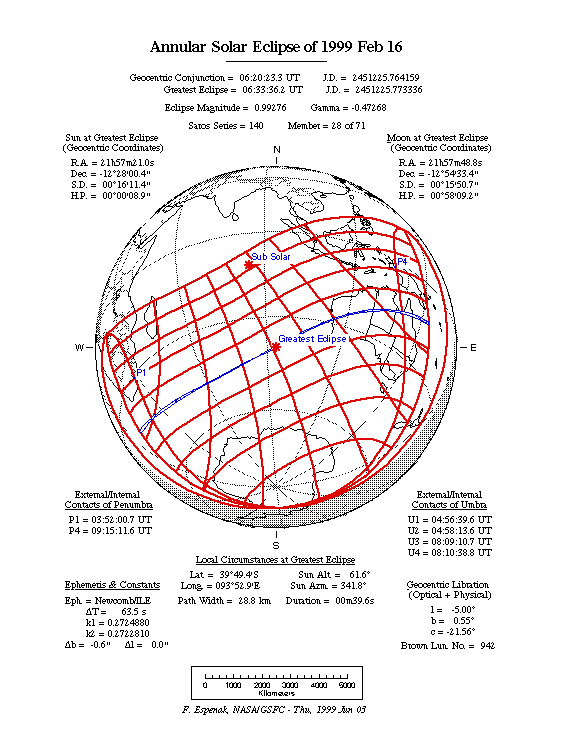 Annular Solar Eclipse of 1999 Feb 16
Geocentric Conjunction = 06:20:23.3 UT J.D. = 2451225.764159
Greatest Eclipse = 06:33:36.2 UT J.D. = 2451225.773336
Eclipse Magnitude = 0.99276 Gamma = -0.47268
Saros Series = 140 Member = 28 of 71
Sun at Greatest Eclipse
(Geocentric Coordinates)
R.A. = 21h57m21.0s
Dec. = -12°28'00.4"
S.D. = 00°16'11.4"
H.P. = 00°00'08.9"
Moon at Greatest Eclipse
(Geocentric Coordinates)
R.A. = 21h57m48.8s
Dec. = -12°54'33.4"
S.D. = 00°15'50.7"
H.P. = 00°58'09.2"
N
Sub Solar
P4
Greatest Eclipse
W
E
P1
S
External/Internal
Contacts of Penumbra
P1 = 03:52:00.7 UT
P4 = 09:15:11.6 UT
External/Internal
Contacts of Umbra
U1 = 04:56:39.6 UT
U2 = 04:58:13.6 UT
U3 = 08:09:10.7 UT
U4 = 08:10:38.8 UT
Local Circumstances at Greatest Eclipse
Lat. = 39°49.4'S Sun Alt. = 61.6°
Long. = 093°52.9'E Sun Azm. = 341.8°
Path Width = 28.8 km Duration = 00m39.6s
Ephemeris & Constants
Eph. = Newcomb/ILE
ΔT = 63.5 s
k1 = 0.2724880
k2 = 0.2722810
Δb = -0.6" Δl = 0.0"
Geocentric Libration
(Optical + Physical)
l = -5.00°
b = 0.55°
c = -21.56°
Brown Lun. No. = 942
0 1000 2000 3000 4000 5000
Kilometers
F. Espenak, NASA/GSFC - Thu, 1999 Jun 03